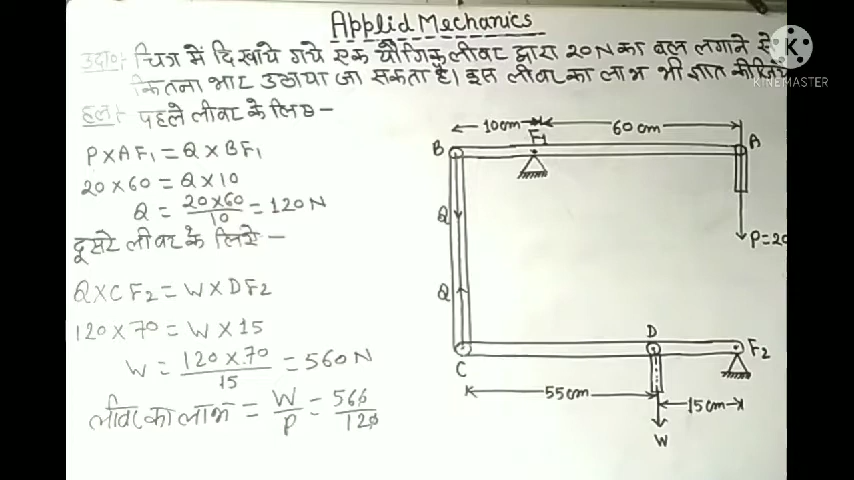 Applid Mechanics
उदा०:- चित्र में दिखाये गये एक यौगिक लीवर द्वारा 20N का बल लगाने से
कितना भार उठाया जा सकता है। इस लीवर का लाभ भी ज्ञात कीजिये
हल:- पहले लीवर के लिए -
P×AF1 = Q×BF1
20×60 = Q×10
Q = 20×60/10 = 120N
दूसरे लीवर के लिये -
Q×CF2 = W×DF2
120×70 = W×15
W = 120×70/15 = 560N
लीवर का लाभ = W/P = 560/120
10cm
F1
60cm
B
A
Q
P=20
Q
D
F2
C
55cm
15cm
W
K
KINEMASTER